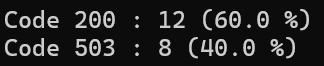 Code 200 : 12 (60.0 %)
Code 503 : 8 (40.0 %)